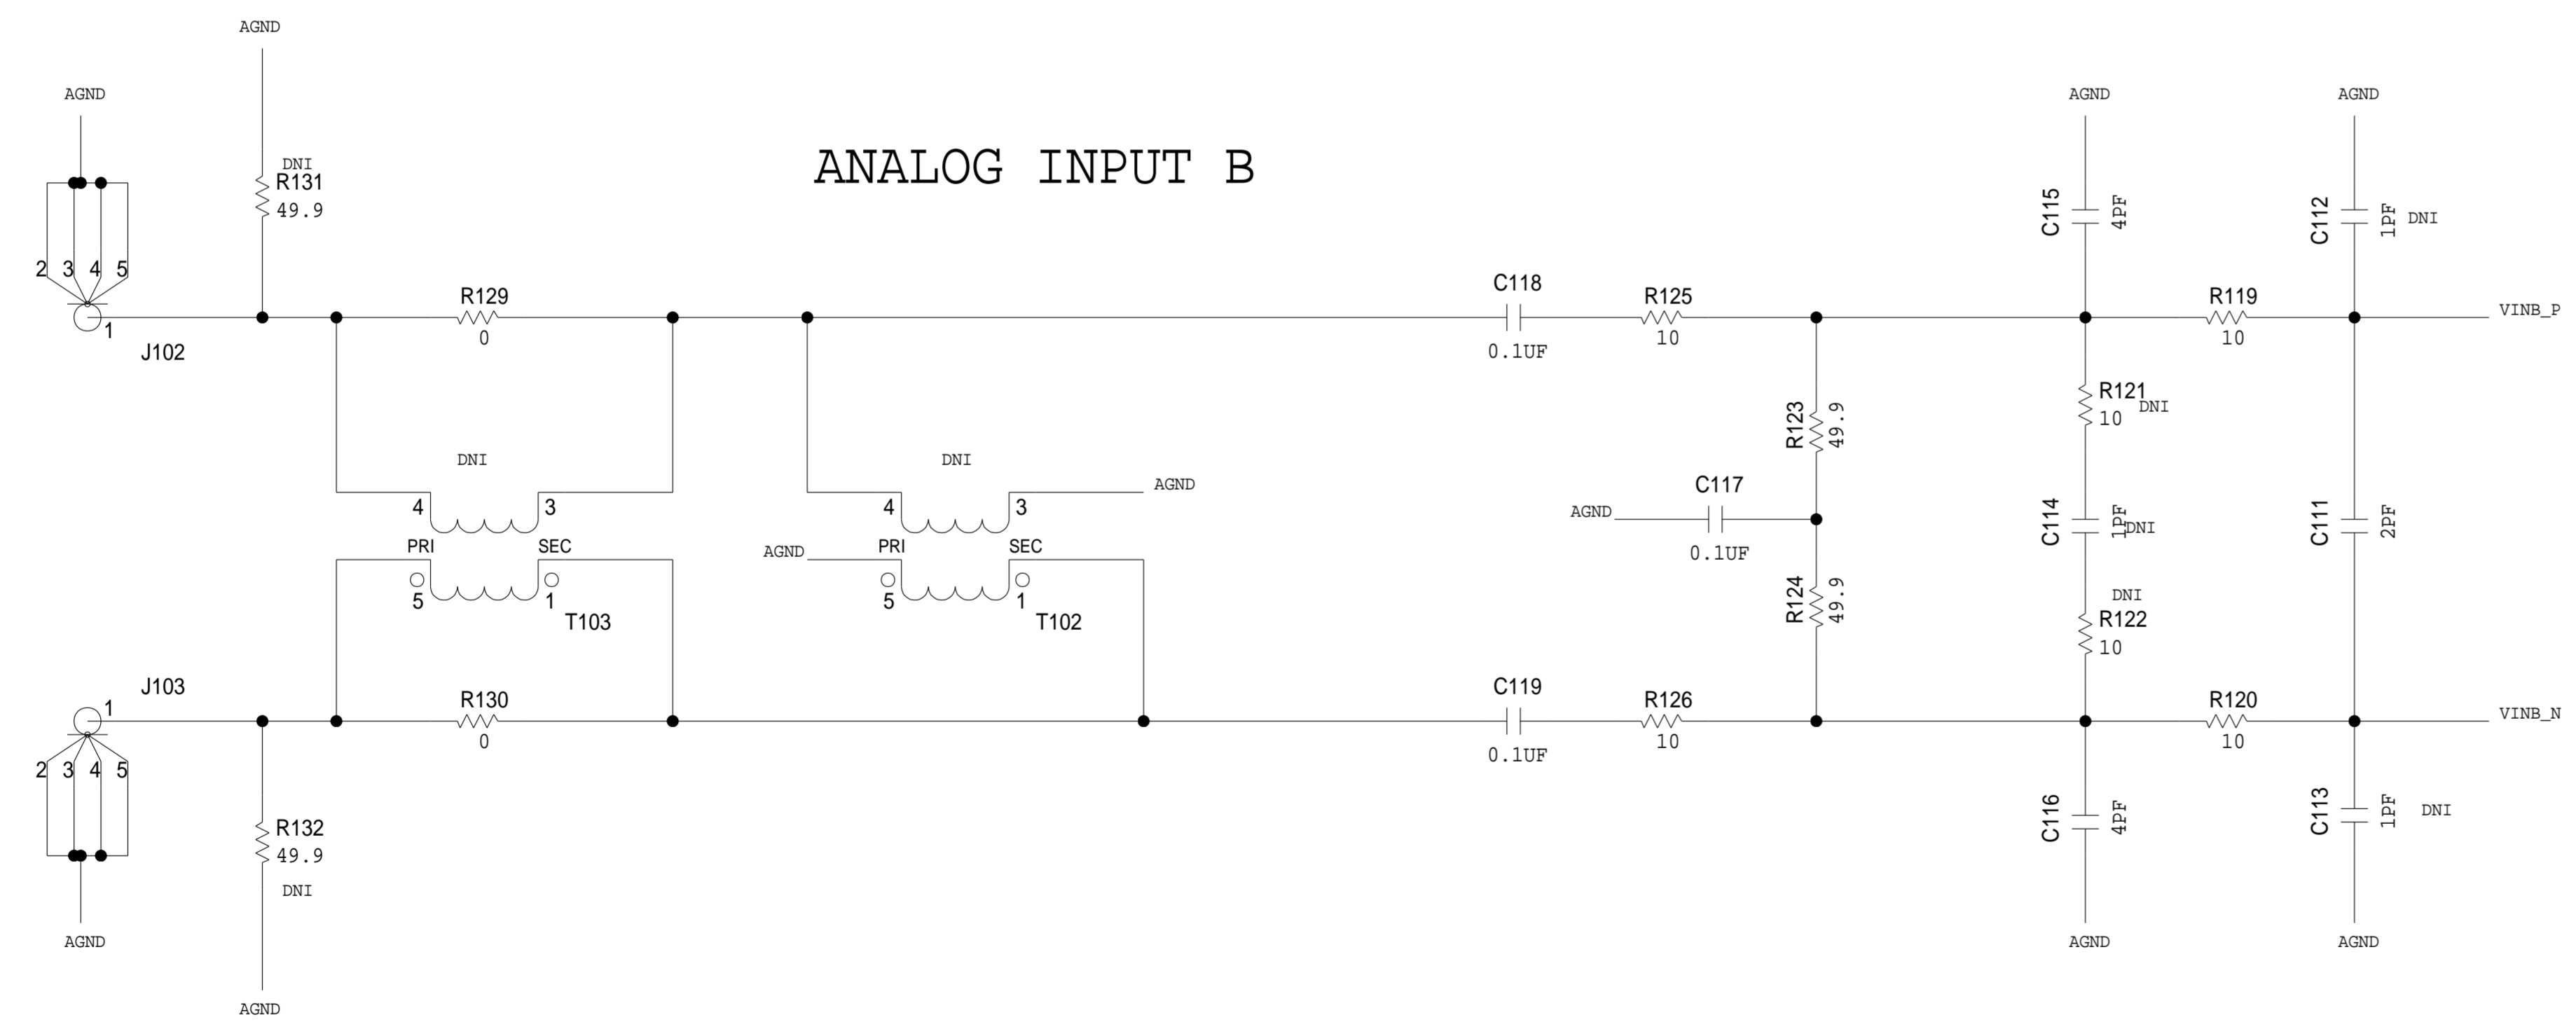 AGND
AGND
AGND
AGND
DNI
R131
49.9
ANALOG INPUT B
C115
4PF
C112
1PF
DNI
2
3
4
5
1
J102
R129
0
C118
0.1UF
R125
10
R119
10
VINB_P
R121
10
DNI
R123
49.9
DNI
4
3
DNI
4
3
AGND
C117
AGND
0.1UF
C114
1PF
DNI
C111
2PF
PRI
SEC
5
1
T103
AGND
PRI
SEC
5
1
T102
R124
49.9
DNI
R122
10
J103
1
R130
0
C119
0.1UF
R126
10
R120
10
VINB_N
2
3
4
5
R132
49.9
DNI
C116
4PF
C113
1PF
DNI
AGND
AGND
AGND
AGND